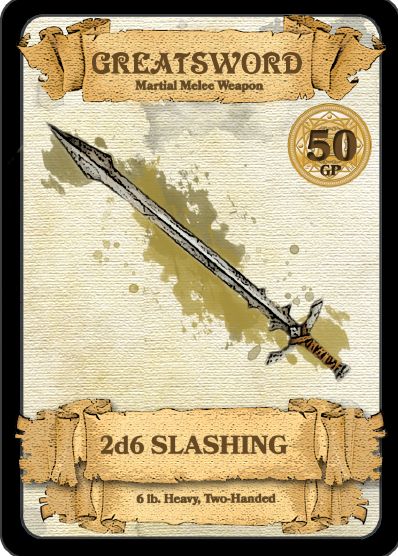 GREATSWORD
Martial Melee Weapon
50
GP
2d6 SLASHING
6 lb. Heavy, Two-Handed